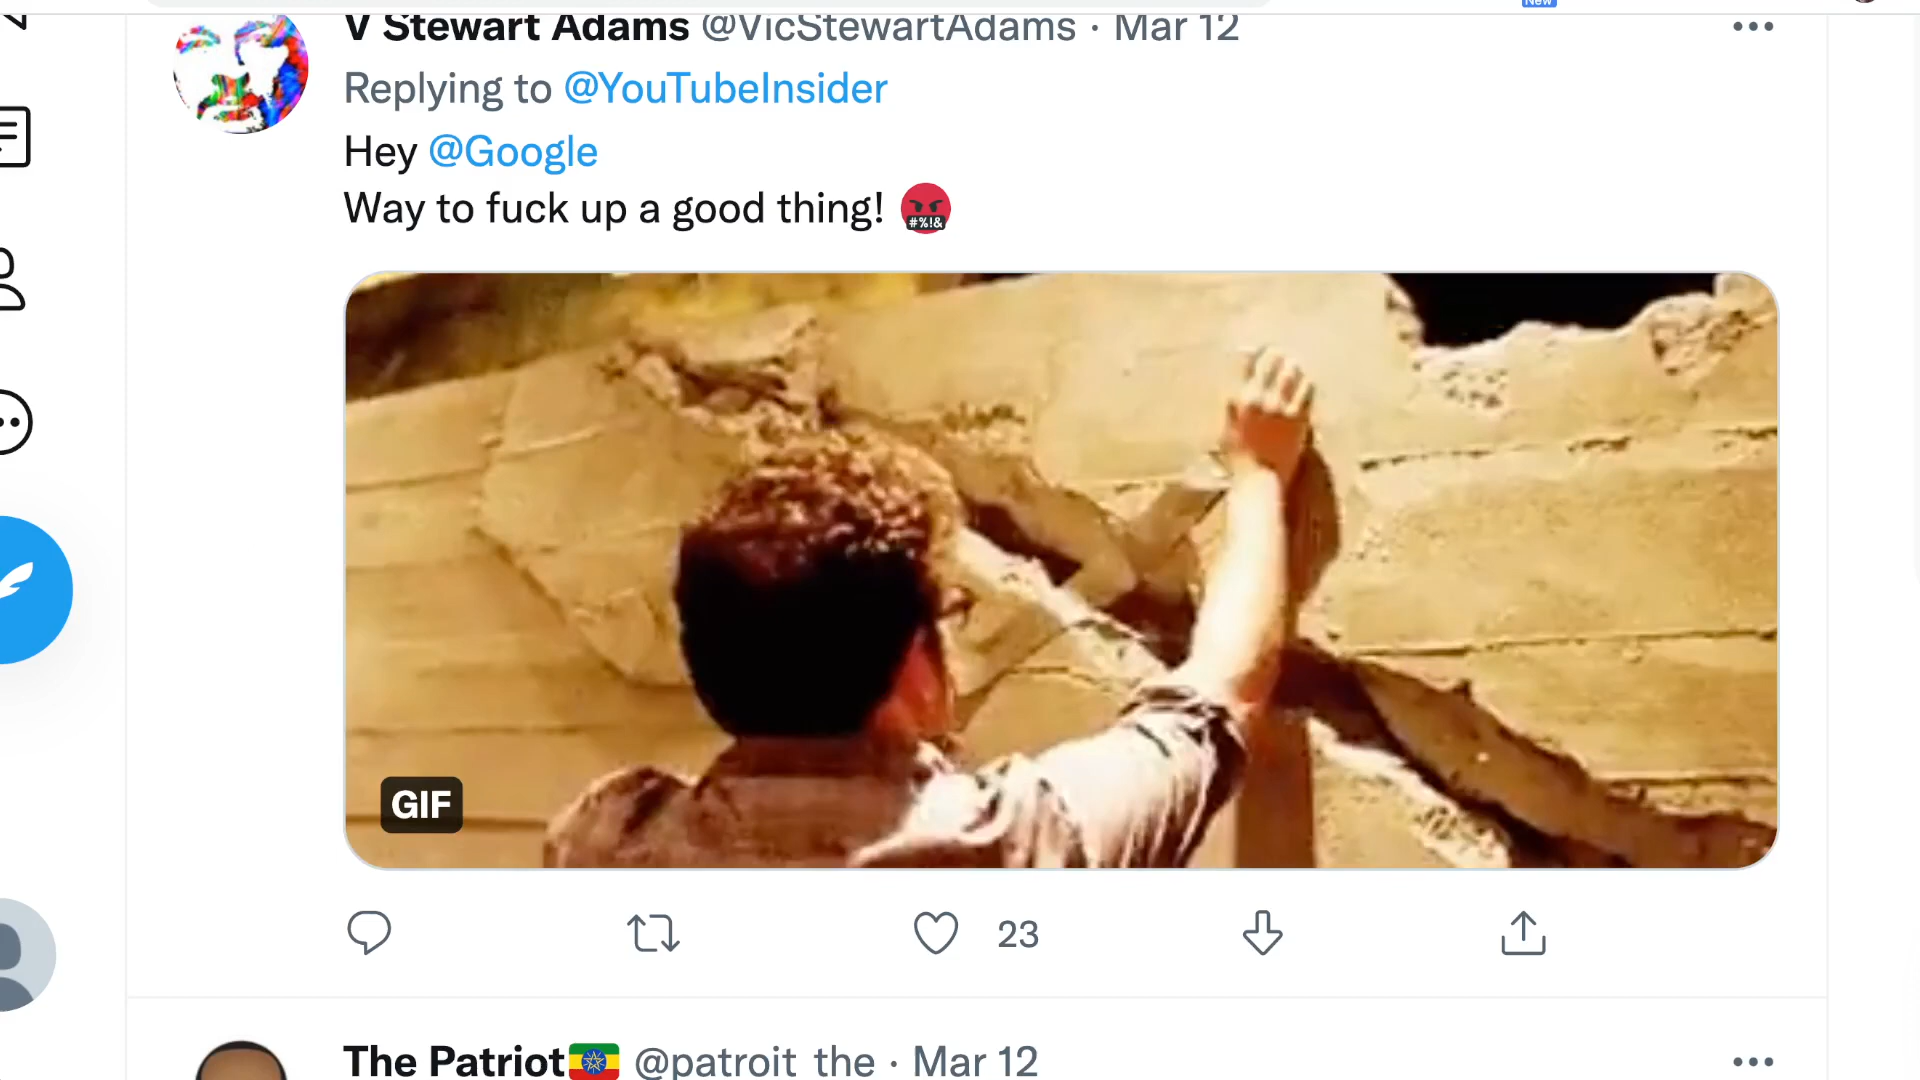 New
V Stewart Adams @VicStewartAdams · Mar 12
Replying to @YouTubeInsider
Hey @Google
Way to fuck up a good thing! 🤬
#%!&
GIF
23
The Patriot🇪🇹 @patroit_the · Mar 12